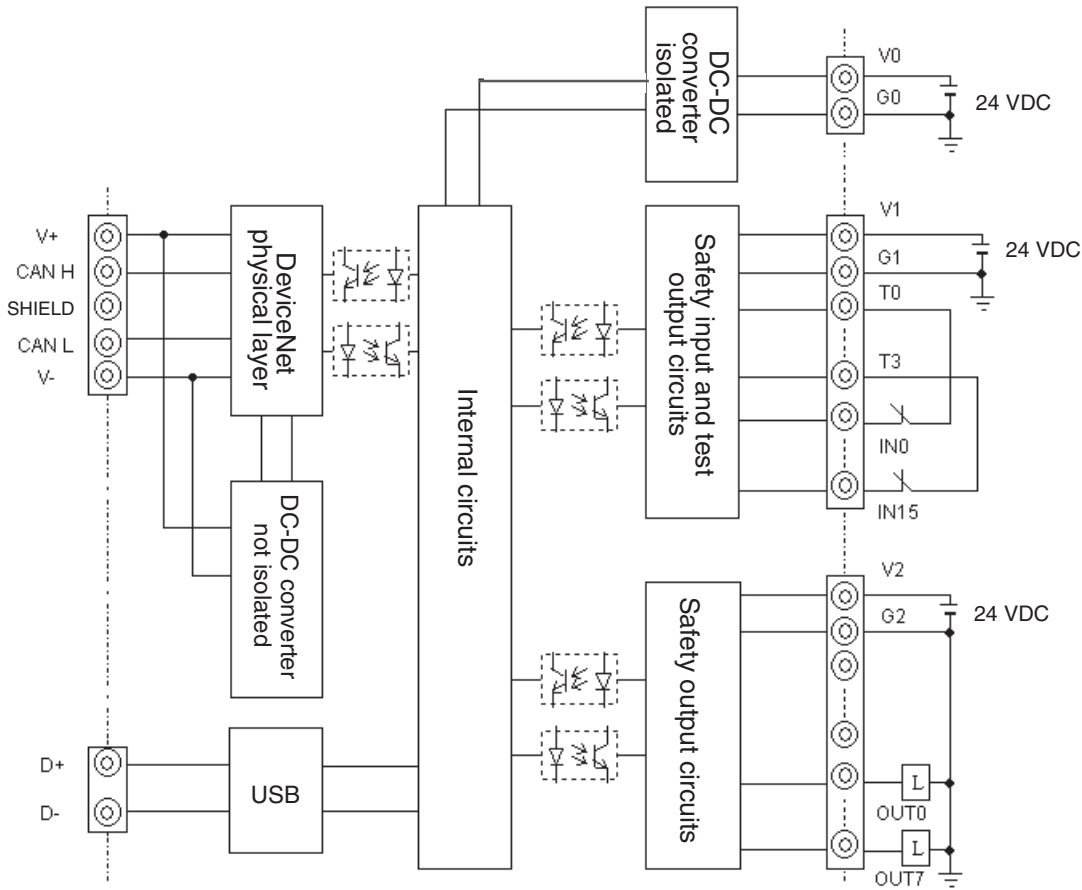 DC-DC
converter
isolated
V0
G0
24 VDC
V+
CAN H
SHIELD
CAN L
V-
DeviceNet
physical layer
DC-DC converter
not isolated
D+
D-
USB
Internal circuits
Safety input and test
output circuits
V1
G1
24 VDC
T0
T3
IN0
IN15
Safety output circuits
V2
G2
24 VDC
L
OUT0
L
OUT7